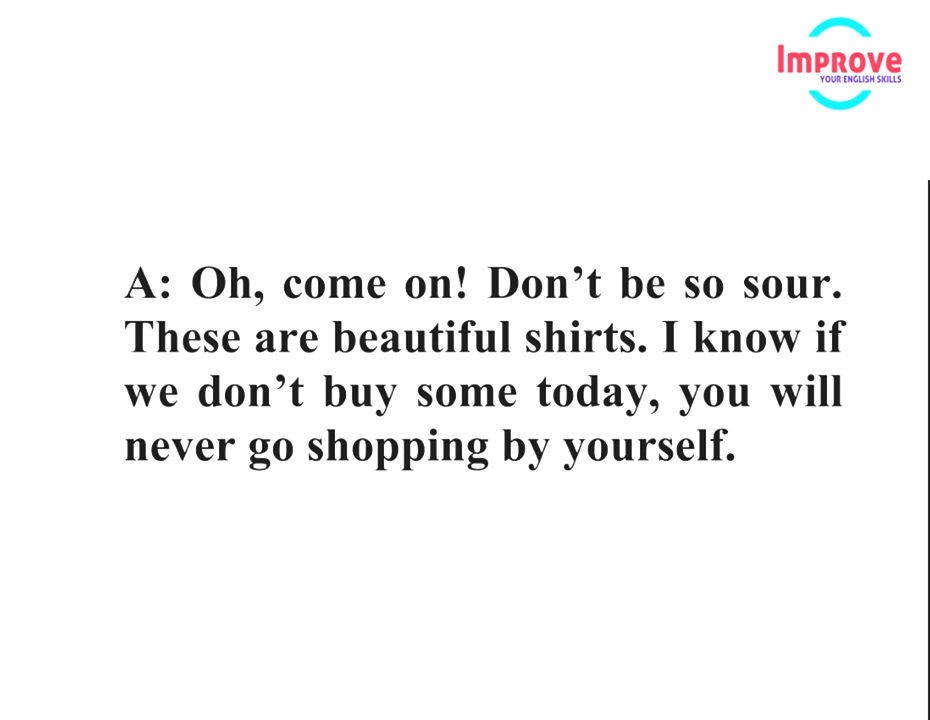 Improve
YOUR ENGLISH SKILLS
A: Oh, come on! Don’t be so sour.
These are beautiful shirts. I know if
we don’t buy some today, you will
never go shopping by yourself.